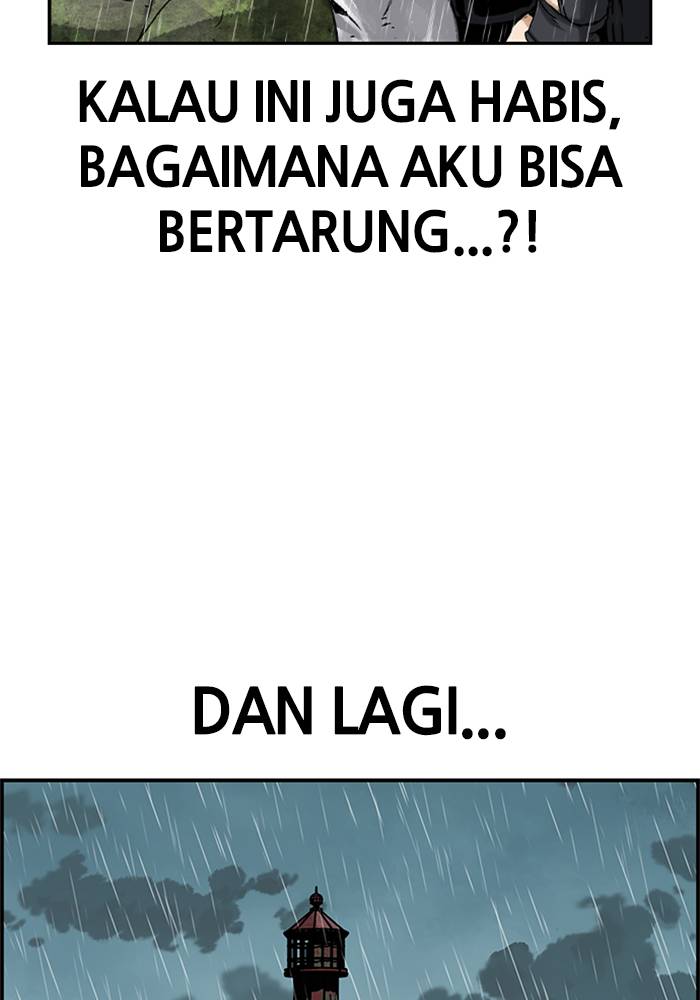 KALAU INI JUGA HABIS,
BAGAIMANA AKU BISA
BERTARUNG...?!
DAN LAGI...